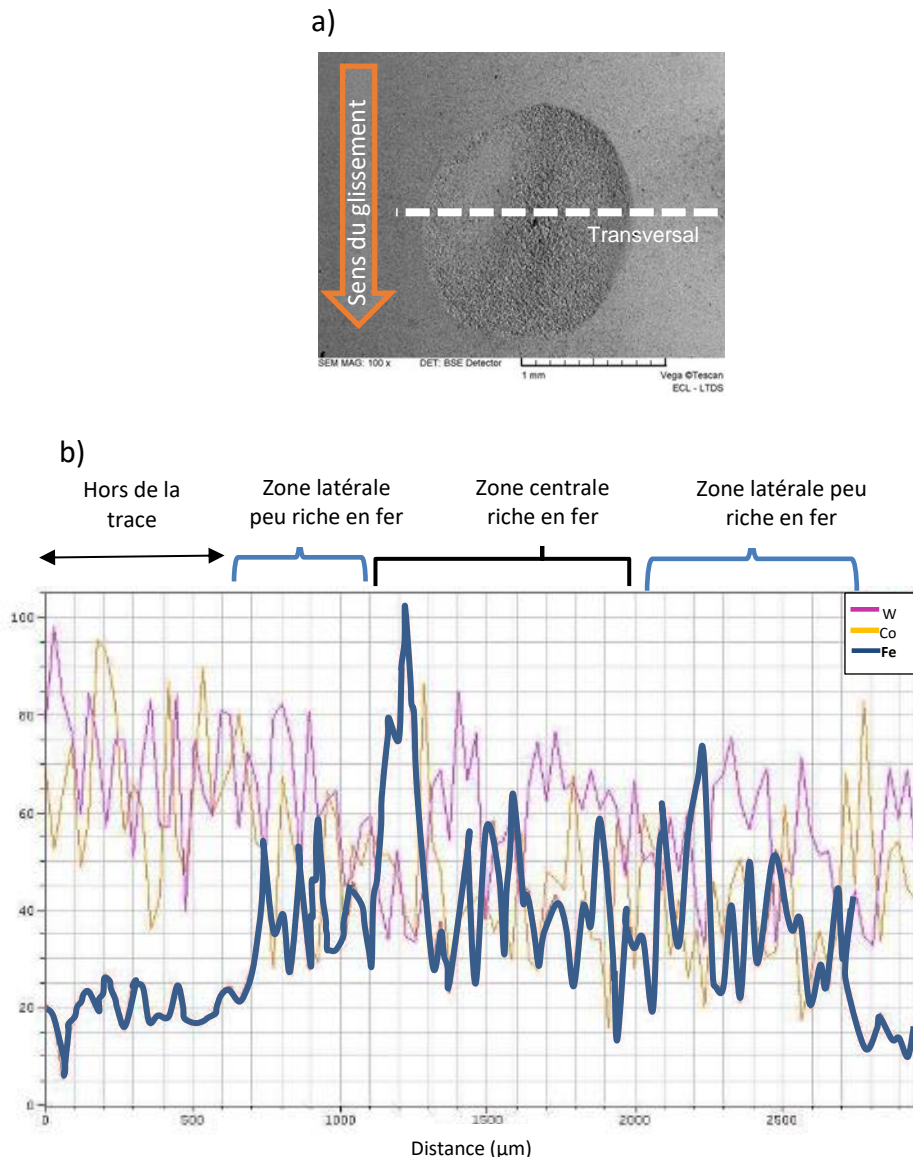 a)
Sens du glissement
Transversal
SEM MAG: 100 x DET: BSE Detector
1 mm
Vega ©Tescan
ECL - LTDS
b)
Hors de la
trace
Zone latérale
peu riche en fer
Zone centrale
riche en fer
Zone latérale peu
riche en fer
W
Co
Fe
100
80
60
40
20
0
0 500 1000 1500 2000 2500
Distance (µm)